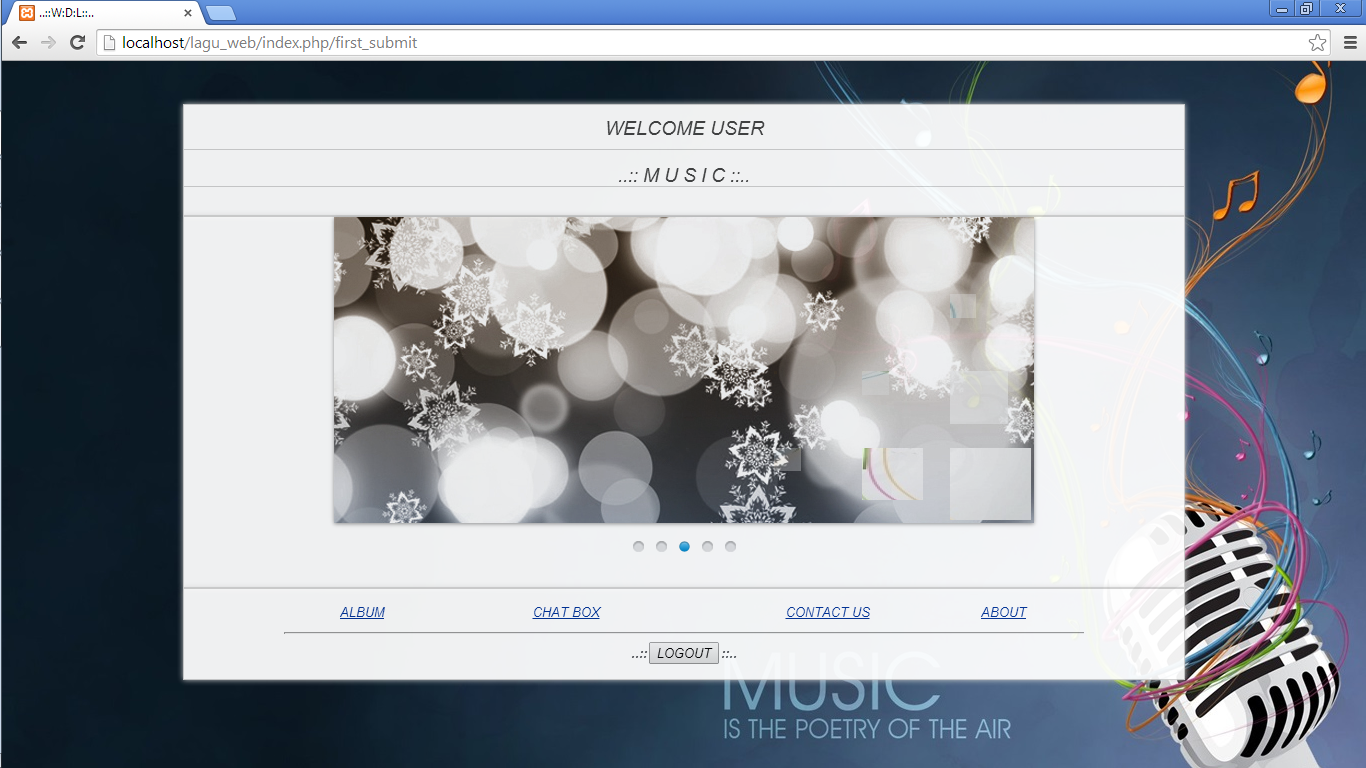 ..::W:D:L::..
localhost/lagu_web/index.php/first_submit
WELCOME USER
..:: M U S I C ::..
ALBUM CHAT BOX CONTACT US ABOUT
..:: LOGOUT ::..
MUSIC
IS THE POETRY OF THE AIR